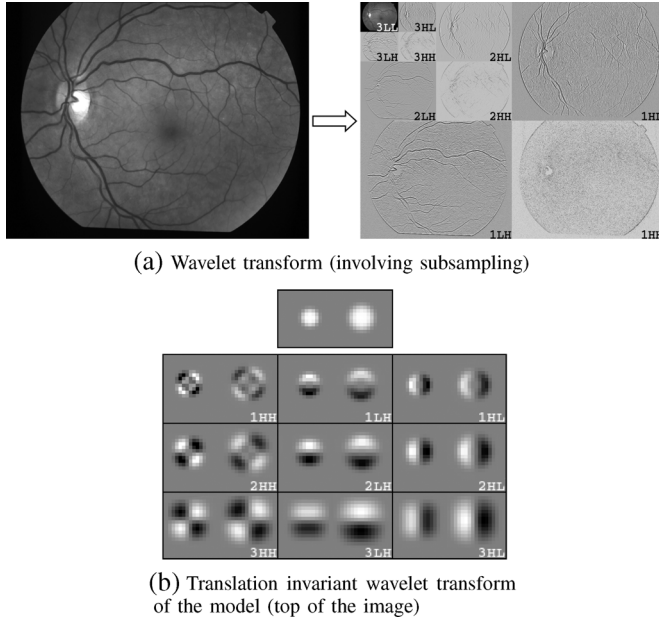 3LL
3HL
2HL
1HL
3LH
3HH
2LH
2HH
1LH
1HH
(a) Wavelet transform (involving subsampling)
1HH
1LH
1HL
2HH
2LH
2HL
3HH
3LH
3HL
(b) Translation invariant wavelet transform
of the model (top of the image)